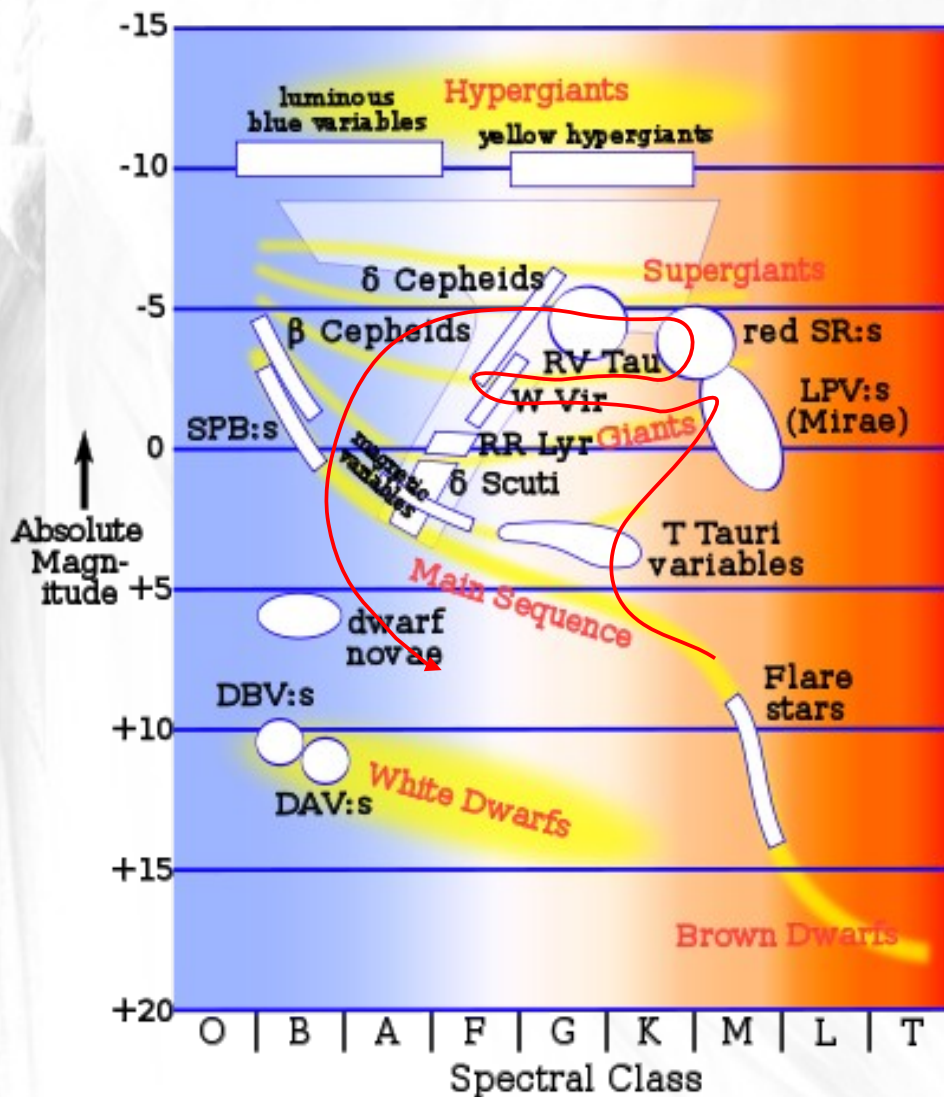 -15
Hypergiants
luminous
blue variables
yellow hypergiants
-10
δ Cepheids
Supergiants
-5
β Cepheids
red SR:s
RV Tau
LPV:s
(Mirae)
W Vir
SPB:s
RR Lyr
Giants
0
magnetic
variables
δ Scuti
Absolute
Magn-
itude
T Tauri
variables
+5
Main Sequence
dwarf
novae
Flare
stars
DBV:s
+10
White Dwarfs
DAV:s
+15
Brown Dwarfs
+20
O | B | A | F | G | K | M | L | T
Spectral Class